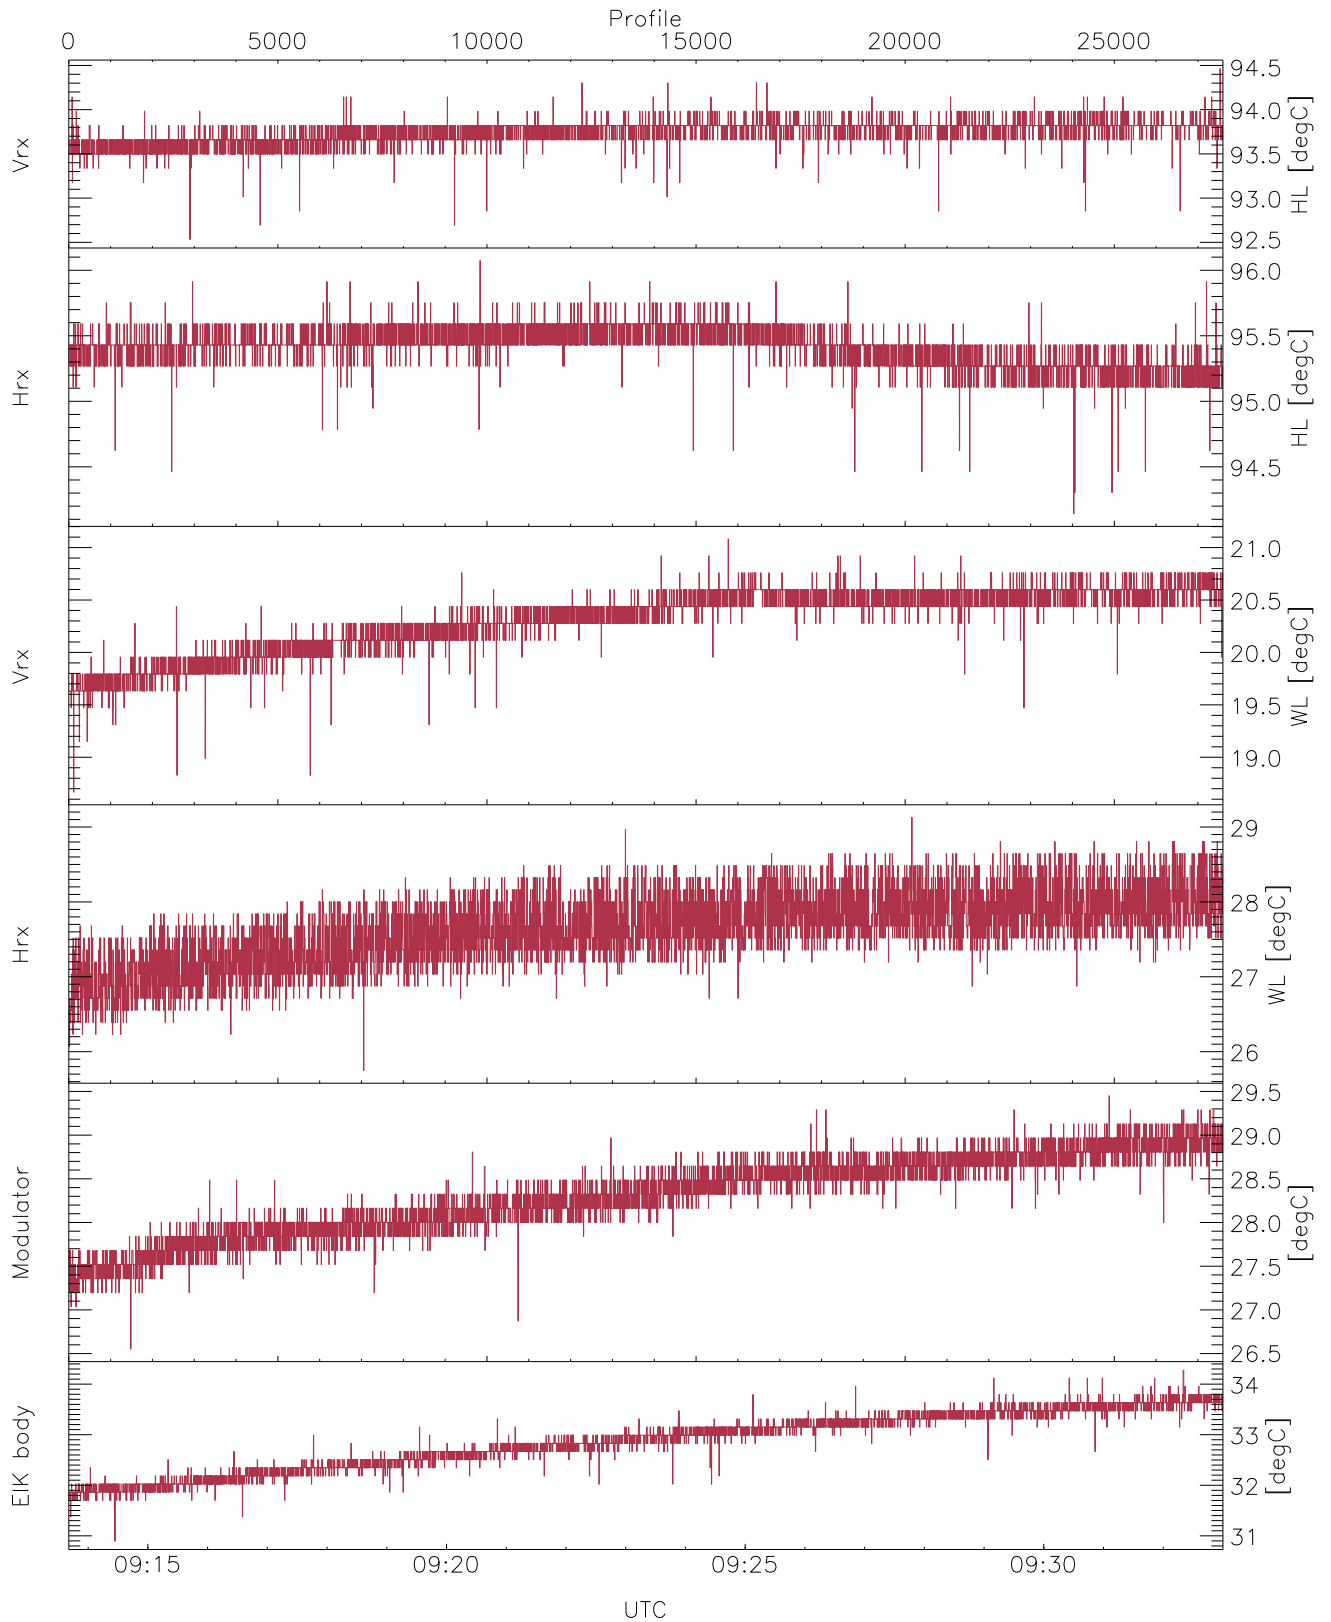 Profile
0 5000 10000 15000 20000 25000
Vrx
94.5
94.0
93.5
93.0
92.5
HL [degC]
Hrx
96.0
95.5
95.0
94.5
HL [degC]
Vrx
21.0
20.5
20.0
19.5
19.0
WL [degC]
Hrx
29
28
27
26
WL [degC]
Modulator
29.5
29.0
28.5
28.0
27.5
27.0
26.5
[degC]
EIK body
34
33
32
31
[degC]
09:15 09:20 09:25 09:30
UTC